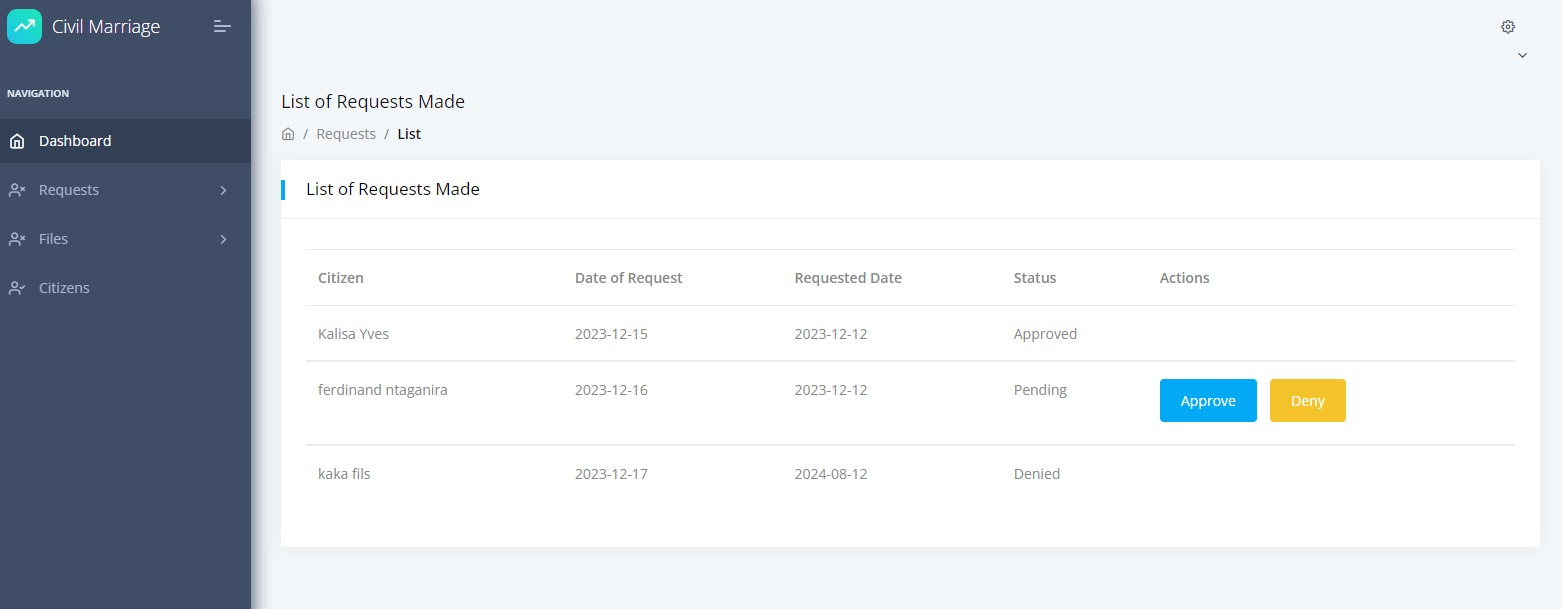 Civil Marriage
NAVIGATION
Dashboard
Requests
Files
Citizens
List of Requests Made
/ Requests / List
List of Requests Made
Citizen Date of Request Requested Date Status Actions
Kalisa Yves 2023-12-15 2023-12-12 Approved
ferdinand ntaganira 2023-12-16 2023-12-12 Pending Approve Deny
kaka fils 2023-12-17 2024-08-12 Denied